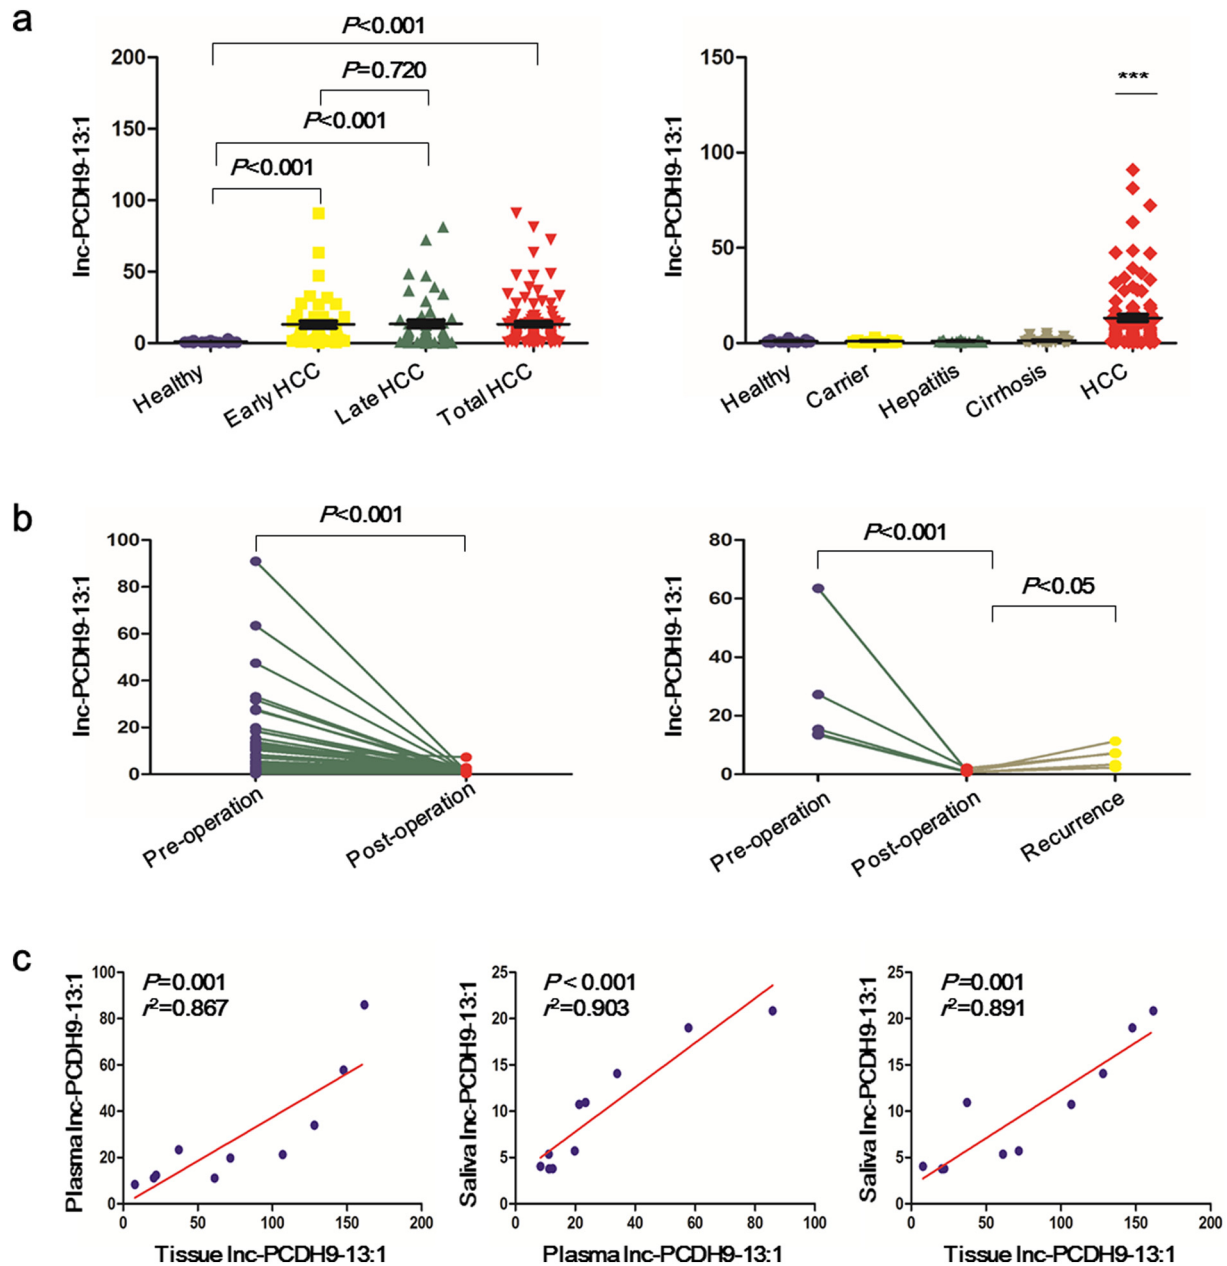 a
P<0.001
P=0.720
P<0.001
P<0.001
lnc-PCDH9-13:1
200
150
100
50
0
Healthy
Early HCC
Late HCC
Total HCC
***
lnc-PCDH9-13:1
150
100
50
0
Healthy
Carrier
Hepatitis
Cirrhosis
HCC
b
P<0.001
lnc-PCDH9-13:1
100
80
60
40
20
0
Pre-operation
Post-operation
P<0.001
P<0.05
lnc-PCDH9-13:1
80
60
40
20
0
Pre-operation
Post-operation
Recurrence
c
P=0.001
r²=0.867
Plasma lnc-PCDH9-13:1
100
80
60
40
20
0
0 50 100 150 200
Tissue lnc-PCDH9-13:1
P < 0.001
r²=0.903
Saliva lnc-PCDH9-13:1
25
20
15
10
5
0
0 20 40 60 80 100
Plasma lnc-PCDH9-13:1
P=0.001
r²=0.891
Saliva lnc-PCDH9-13:1
25
20
15
10
5
0
0 50 100 150 200
Tissue lnc-PCDH9-13:1